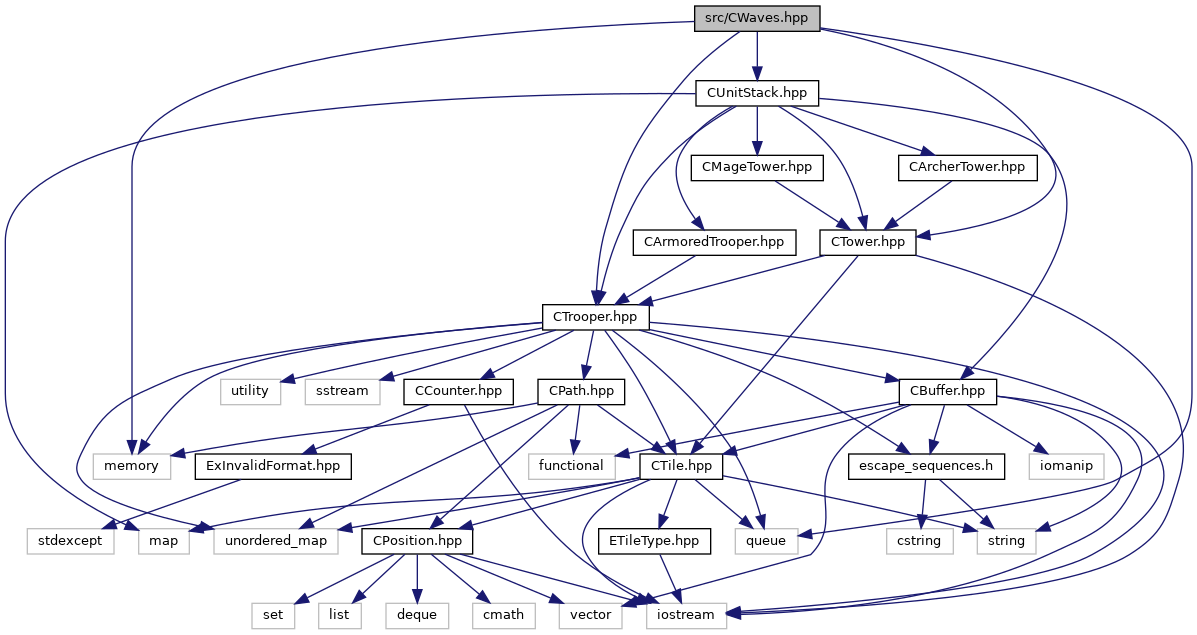 src/CWaves.hpp
CUnitStack.hpp
CMageTower.hpp
CArcherTower.hpp
CArmoredTrooper.hpp
CTower.hpp
CTrooper.hpp
utility
sstream
CCounter.hpp
CPath.hpp
CBuffer.hpp
memory
ExInvalidFormat.hpp
functional
CTile.hpp
escape_sequences.h
iomanip
stdexcept
map
unordered_map
CPosition.hpp
ETileType.hpp
queue
cstring
string
set
list
deque
cmath
vector
iostream